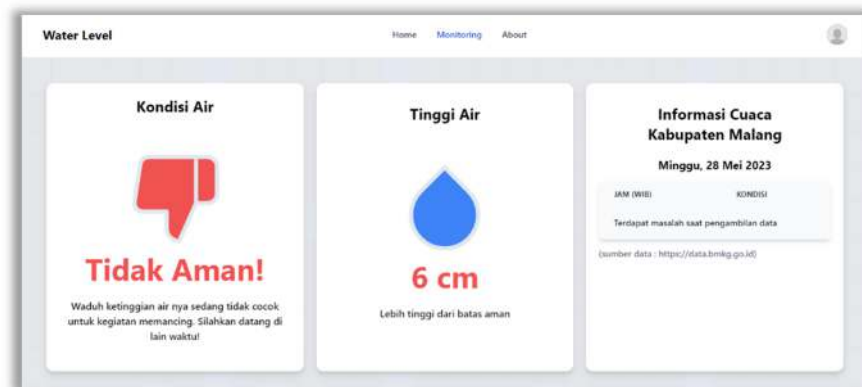 Water Level
Home Monitoring About
Kondisi Air
Tidak Aman!
Waduh ketinggian air nya sedang tidak cocok
untuk kegiatan memancing. Silahkan datang di
lain waktu!
Tinggi Air
6 cm
Lebih tinggi dari batas aman
Informasi Cuaca
Kabupaten Malang
Minggu, 28 Mei 2023
JAM (WIB) KONDISI
Terdapat masalah saat pengambilan data
(sumber data : https://data.bmkg.go.id)